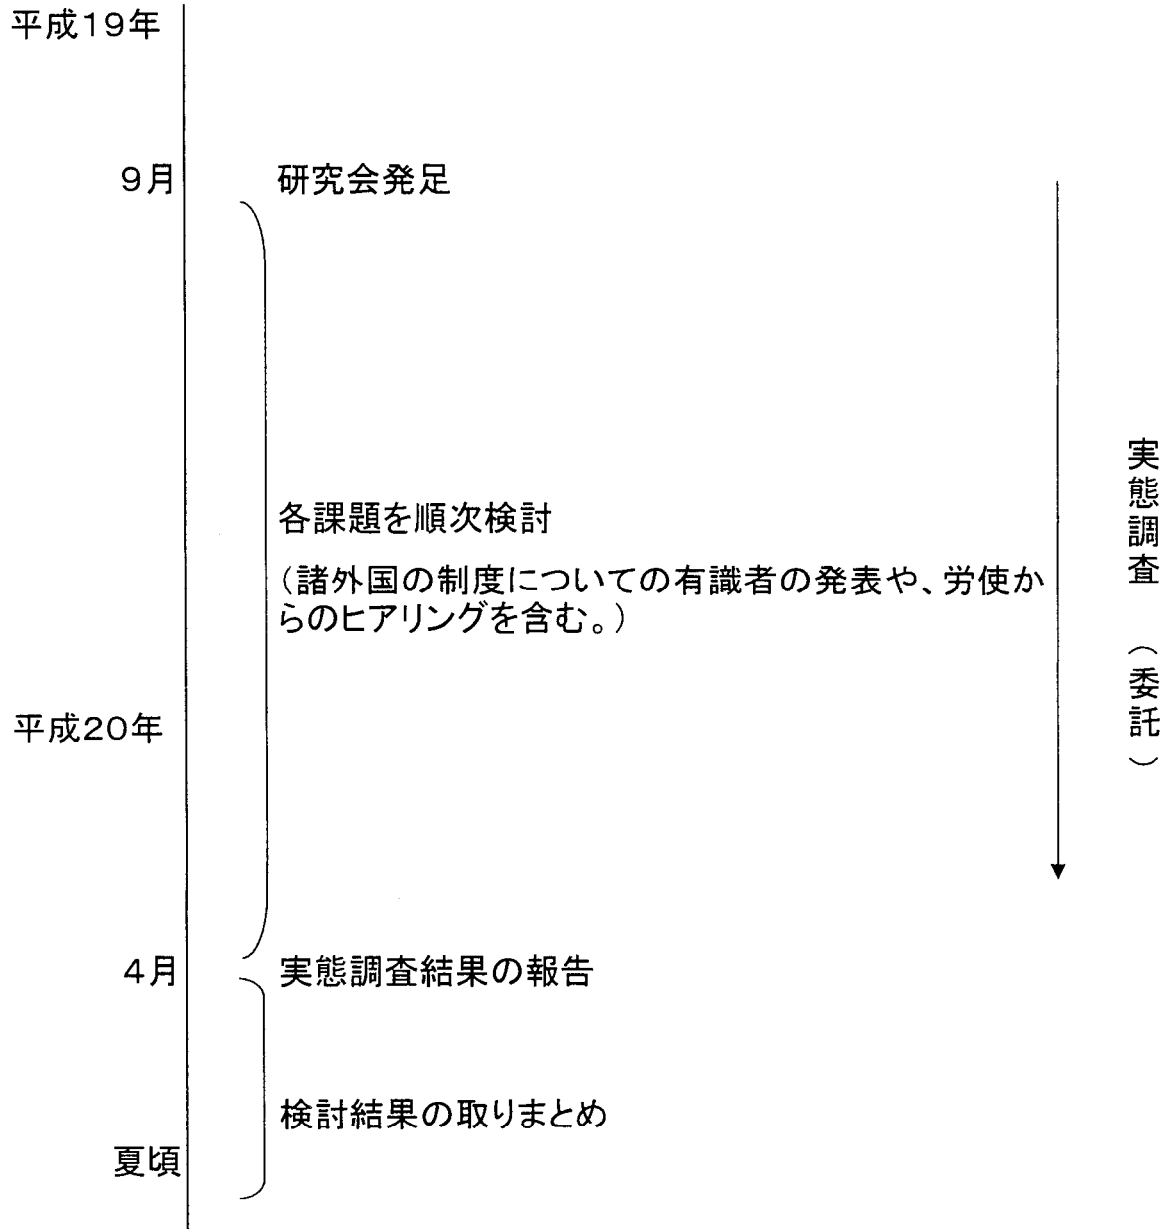 平成19年
9月
研究会発足
各課題を順次検討
（諸外国の制度についての有識者の発表や、労使か
らのヒアリングを含む。）
実態調査（委託）
平成20年
4月
実態調査結果の報告
検討結果の取りまとめ
夏頃